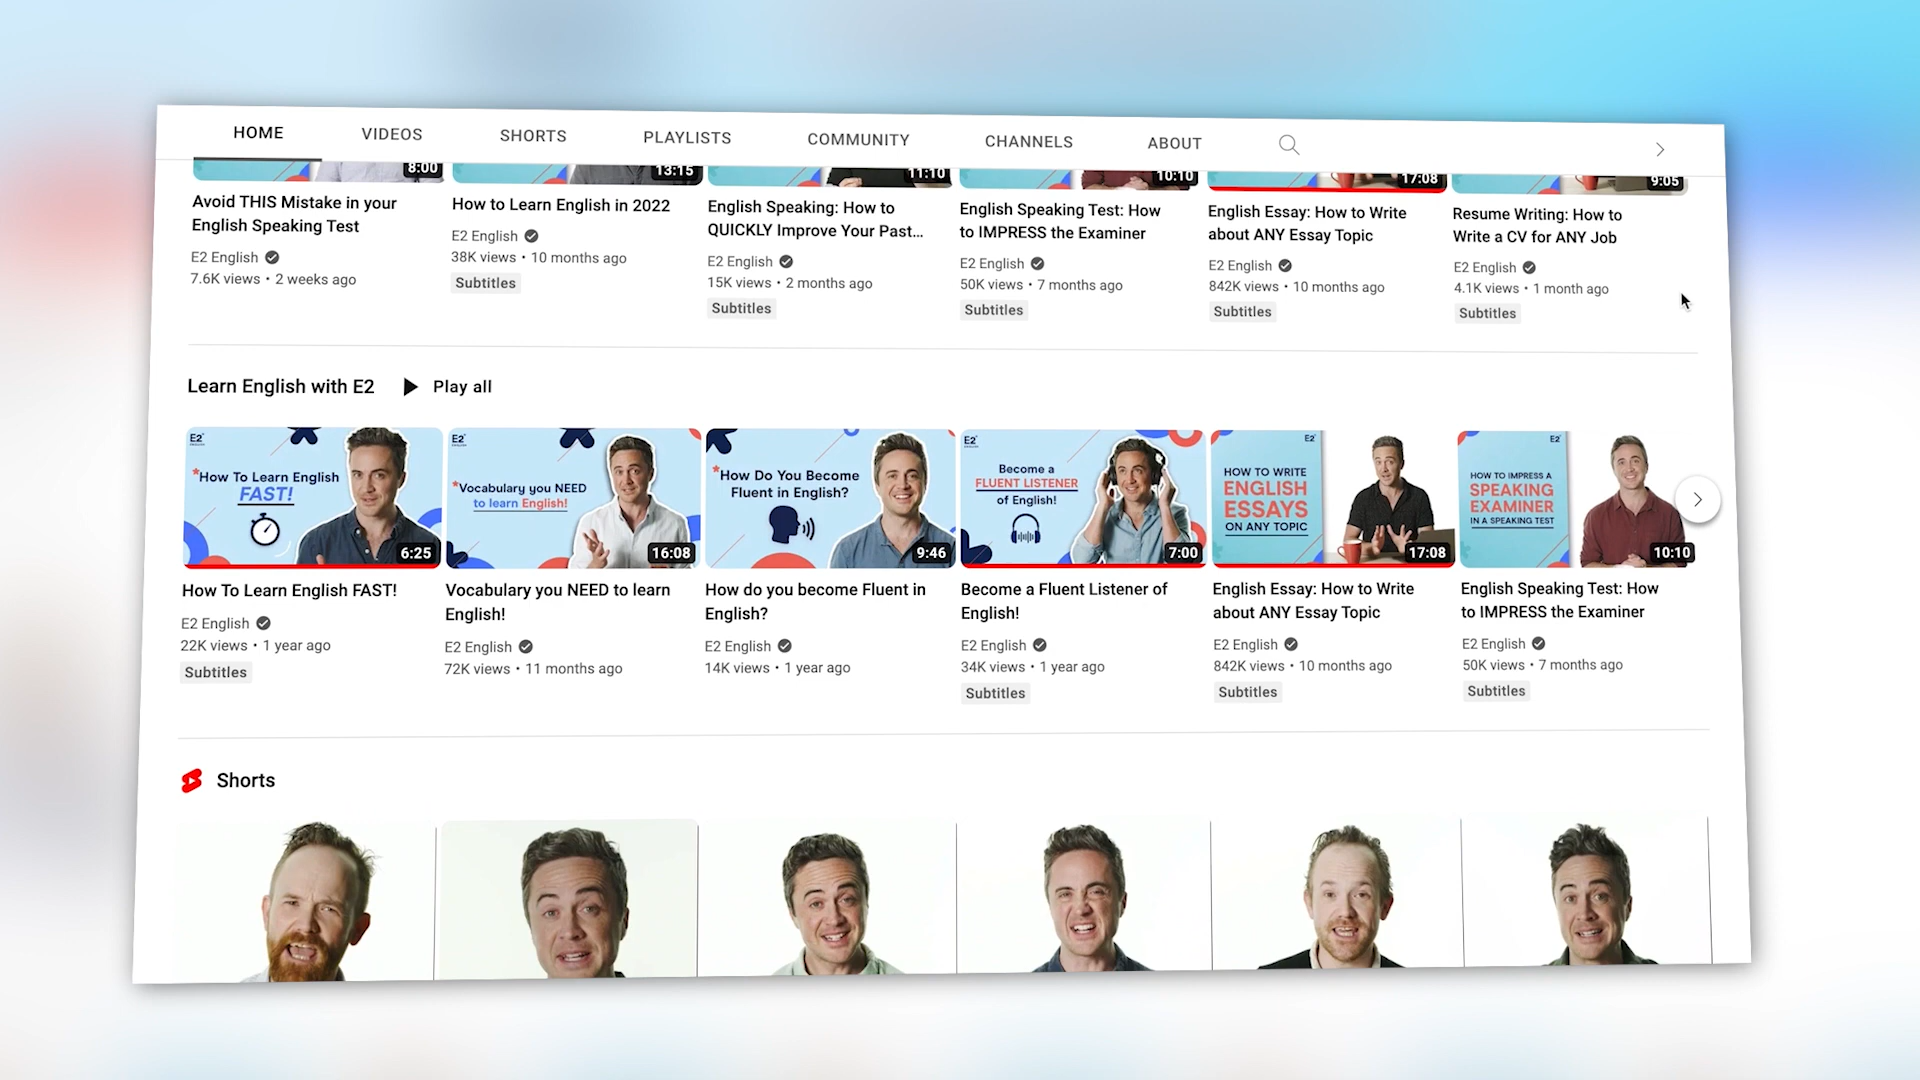 HOME
VIDEOS
SHORTS
PLAYLISTS
COMMUNITY
CHANNELS
ABOUT
8:00
13:15
11:10
10:10
17:08
9:05
Avoid THIS Mistake in your
English Speaking Test
E2 English
7.6K views • 2 weeks ago
How to Learn English in 2022
E2 English
38K views • 10 months ago
Subtitles
English Speaking: How to
QUICKLY Improve Your Past...
E2 English
15K views • 2 months ago
Subtitles
English Speaking Test: How
to IMPRESS the Examiner
E2 English
50K views • 7 months ago
Subtitles
English Essay: How to Write
about ANY Essay Topic
E2 English
842K views • 10 months ago
Subtitles
Resume Writing: How to
Write a CV for ANY Job
E2 English
4.1K views • 1 month ago
Subtitles
Learn English with E2
Play all
E2
*How To Learn English
FAST!
6:25
How To Learn English FAST!
E2 English
22K views • 1 year ago
Subtitles
E2
*Vocabulary you NEED
to learn English!
16:08
Vocabulary you NEED to learn
English!
E2 English
72K views • 11 months ago
*How Do You Become
Fluent in English?
9:46
How do you become Fluent in
English?
E2 English
14K views • 1 year ago
E2
Become a
FLUENT LISTENER
of English!
7:00
Become a Fluent Listener of
English!
E2 English
34K views • 1 year ago
Subtitles
E2
HOW TO WRITE
ENGLISH
ESSAYS
ON ANY TOPIC
17:08
English Essay: How to Write
about ANY Essay Topic
E2 English
842K views • 10 months ago
Subtitles
E2
HOW TO IMPRESS A
SPEAKING
EXAMINER
IN A SPEAKING TEST
10:10
English Speaking Test: How
to IMPRESS the Examiner
E2 English
50K views • 7 months ago
Subtitles
Shorts